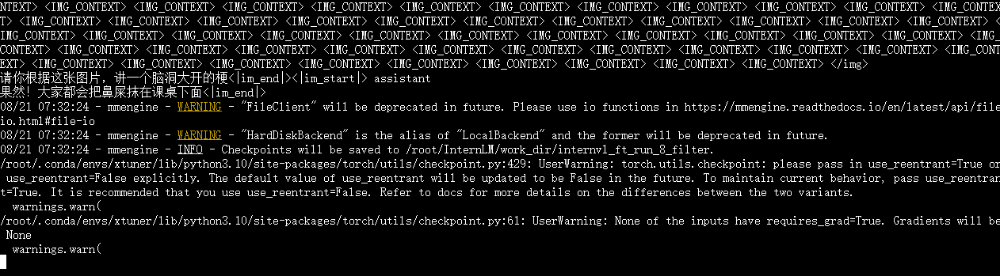 NTEXT> <IMG_CONTEXT> <IMG_CONTEXT> <IMG_CONTEXT> <IMG_CONTEXT> <IMG_CONTEXT> <IMG_CONTEXT> <IMG_CONTEXT> <IMG_CONTEXT> <IMG_CONTEXT> <IMG_CONTEXT> <IMG_CONTEX
T> <IMG_CONTEXT> <IMG_CONTEXT> <IMG_CONTEXT> <IMG_CONTEXT> <IMG_CONTEXT> <IMG_CONTEXT> <IMG_CONTEXT> <IMG_CONTEXT> <IMG_CONTEXT> <IMG_CONTEXT> <IMG_CONTEXT> <
IMG_CONTEXT> <IMG_CONTEXT> <IMG_CONTEXT> <IMG_CONTEXT> <IMG_CONTEXT> <IMG_CONTEXT> <IMG_CONTEXT> <IMG_CONTEXT> <IMG_CONTEXT> <IMG_CONTEXT> <IMG_CONTEXT> <IMG_
CONTEXT> <IMG_CONTEXT> <IMG_CONTEXT> <IMG_CONTEXT> <IMG_CONTEXT> <IMG_CONTEXT> <IMG_CONTEXT> <IMG_CONTEXT> <IMG_CONTEXT> <IMG_CONTEXT> <IMG_CONTEXT> <IMG_CONT
EXT> <IMG_CONTEXT> <IMG_CONTEXT> <IMG_CONTEXT> <IMG_CONTEXT> <IMG_CONTEXT> <IMG_CONTEXT> <IMG_CONTEXT> <IMG_CONTEXT> <IMG_CONTEXT> </img>
请你根据这张图片，讲一个脑洞大开的梗<|im_end|><|im_start|> assistant
果然！大家都会把鼻屎抹在课桌下面<|im_end|>
08/21 07:32:24 - mmengine - WARNING - "FileClient" will be deprecated in future. Please use io functions in https://mmengine.readthedocs.io/en/latest/api/file
io.html#file-io
08/21 07:32:24 - mmengine - WARNING - "HardDiskBackend" is the alias of "LocalBackend" and the former will be deprecated in future.
08/21 07:32:24 - mmengine - INFO - Checkpoints will be saved to /root/InternLM/work_dir/internvl_ft_run_8_filter.
/root/.conda/envs/xtuner/lib/python3.10/site-packages/torch/utils/checkpoint.py:429: UserWarning: torch.utils.checkpoint: please pass in use_reentrant=True or
 use_reentrant=False explicitly. The default value of use_reentrant will be updated to be False in the future. To maintain current behavior, pass use_reentran
t=True. It is recommended that you use use_reentrant=False. Refer to docs for more details on the differences between the two variants.
  warnings.warn(
/root/.conda/envs/xtuner/lib/python3.10/site-packages/torch/utils/checkpoint.py:61: UserWarning: None of the inputs have requires_grad=True. Gradients will be
 None
  warnings.warn(